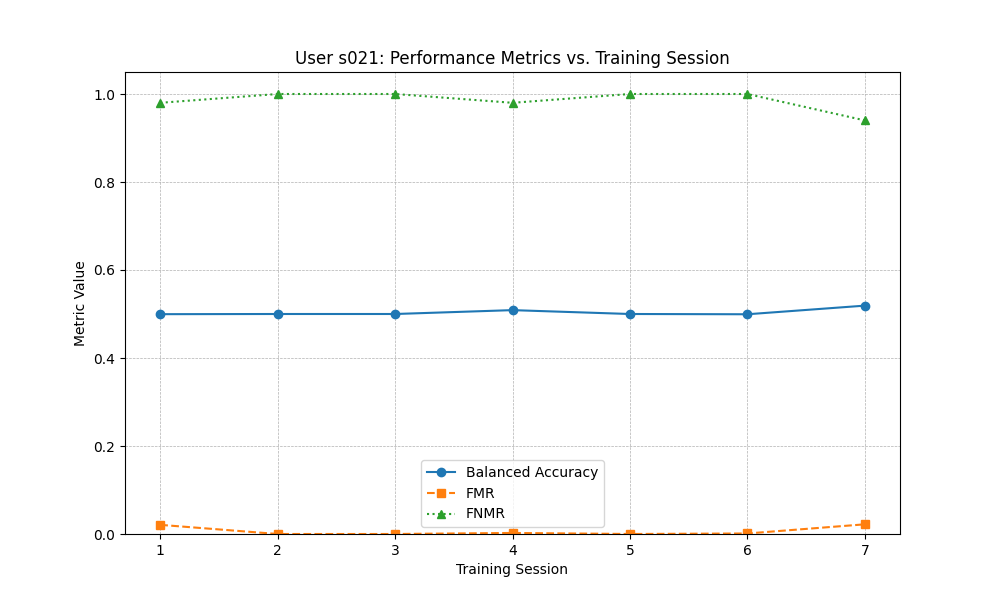 User s021: Performance Metrics vs. Training Session
Metric Value
1.0
0.8
0.6
0.4
0.2
0.0
Balanced Accuracy
FMR
FNMR
1 2 3 4 5 6 7
Training Session